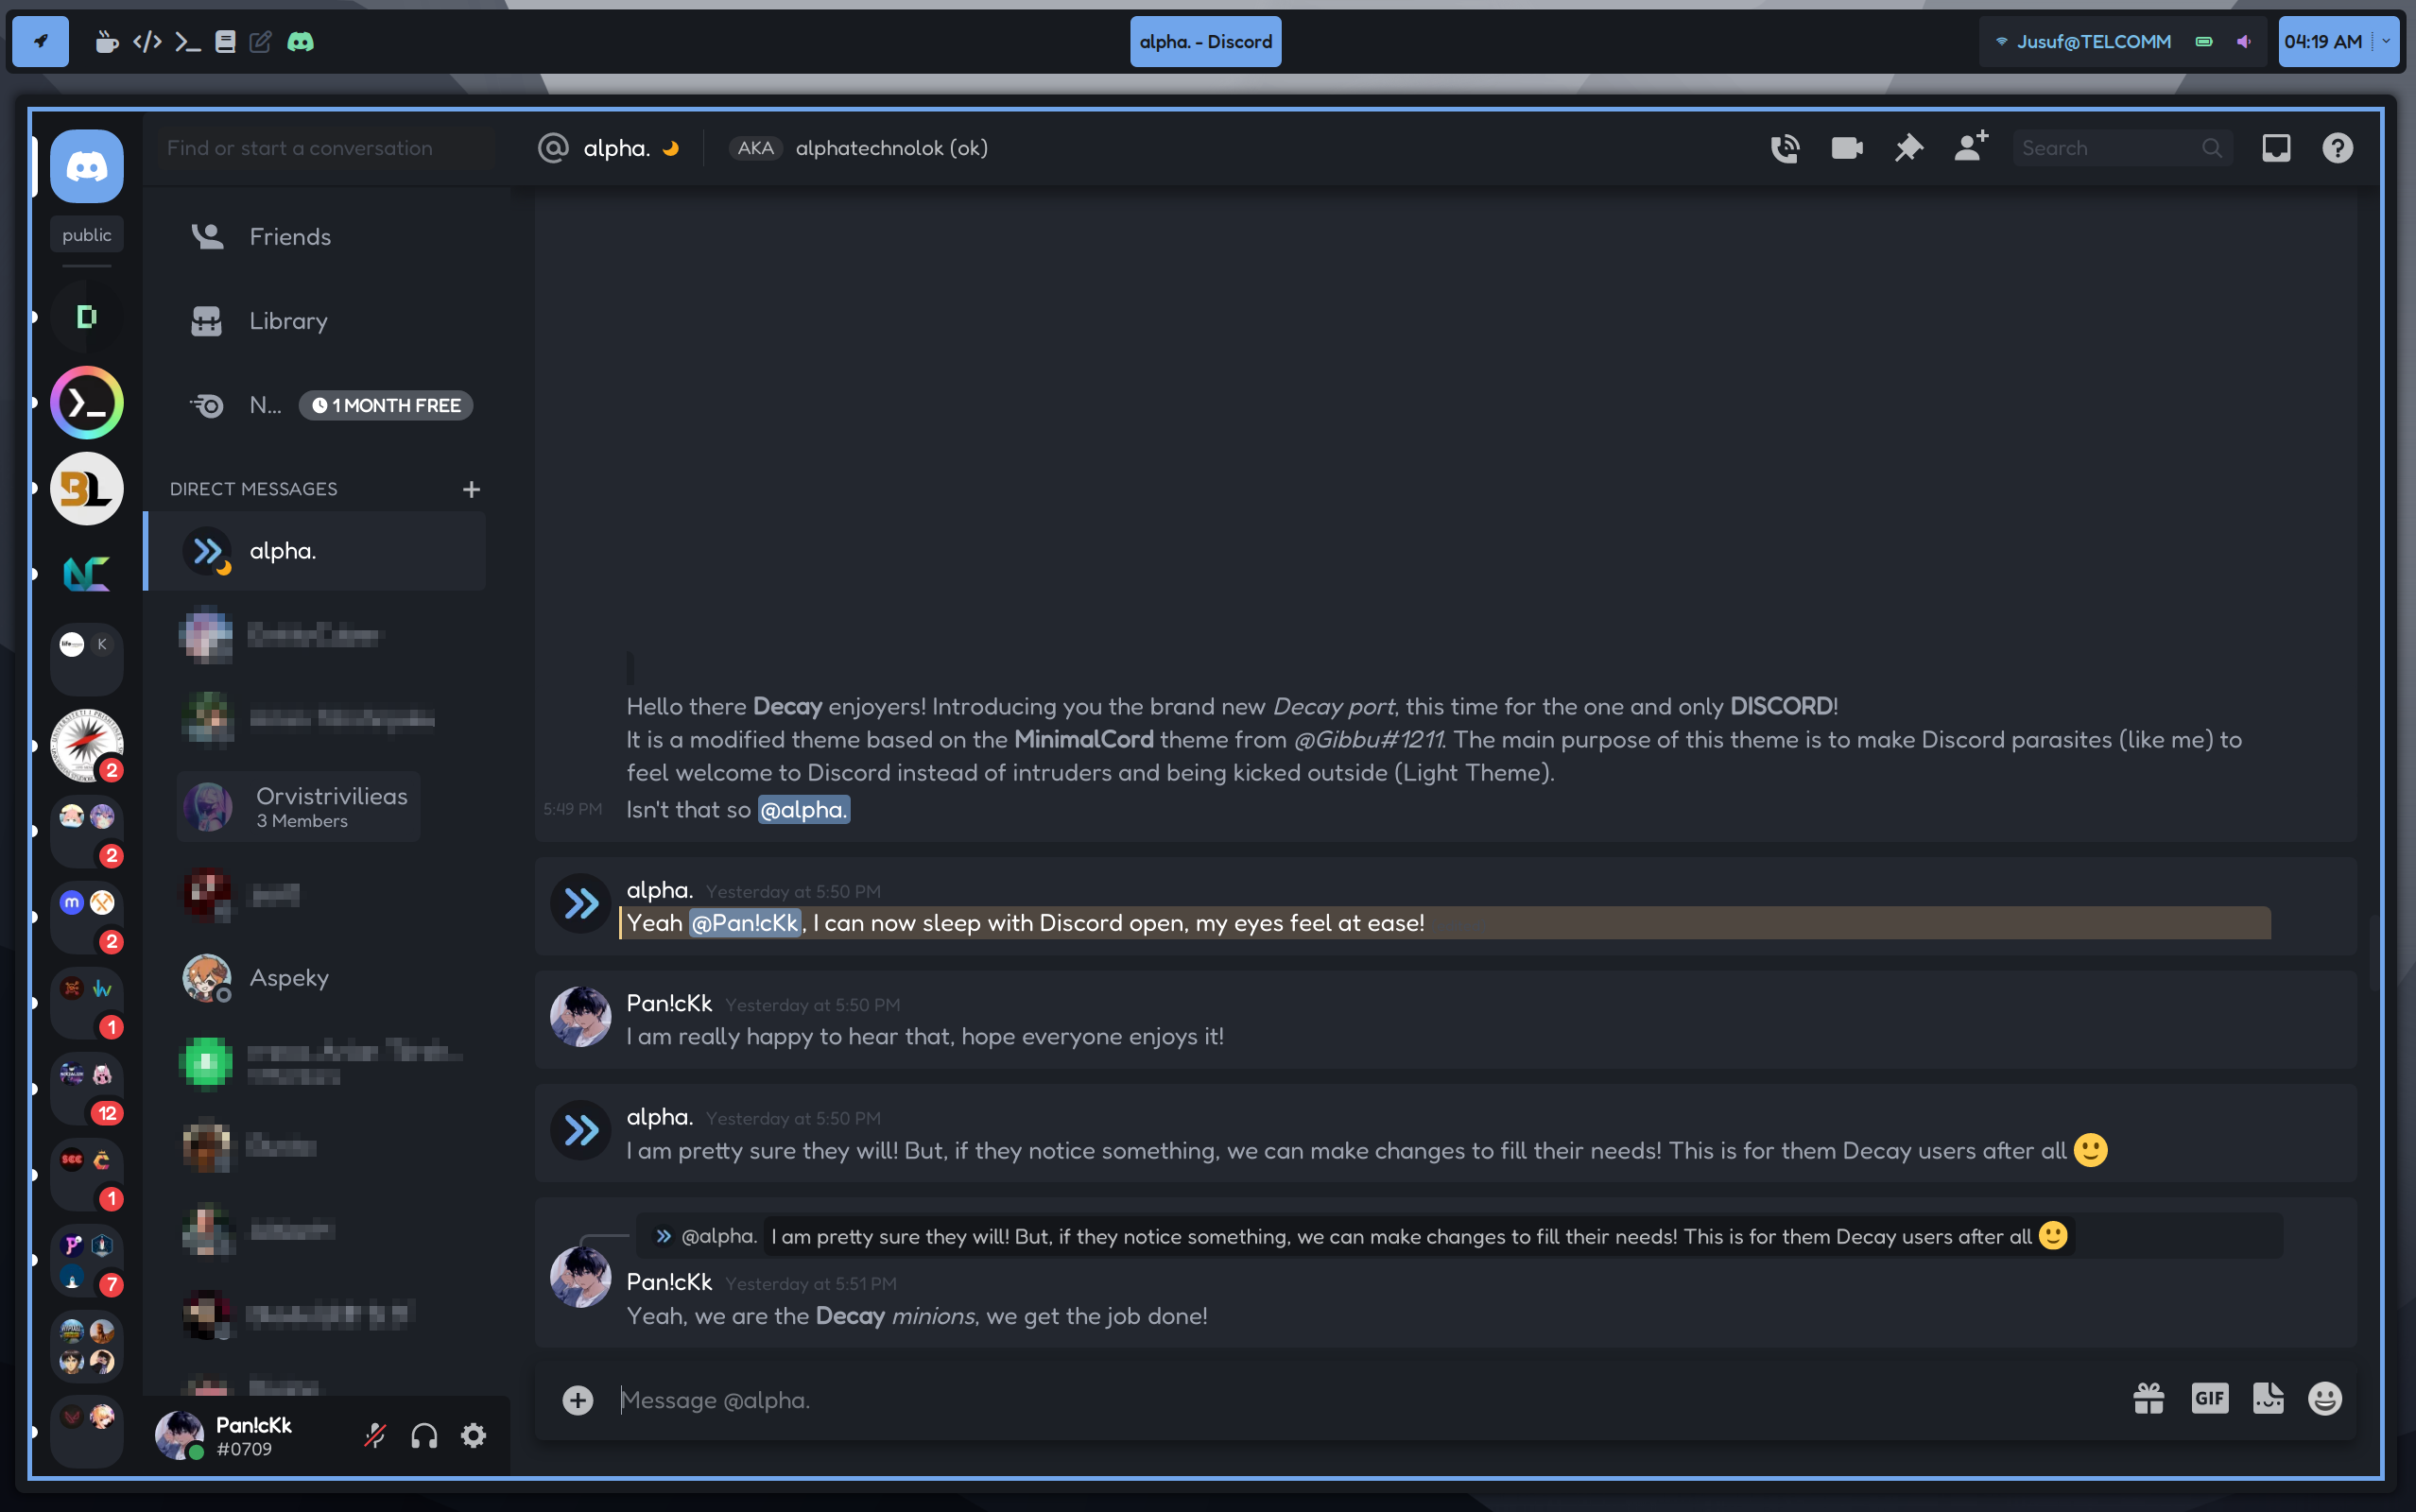 alpha. - Discord
Jusuf@TELCOMM
04:19 AM
Find or start a conversation
alpha.
AKA
alphatechnolok (ok)
Search
public
Friends
Library
N...
1 MONTH FREE
DIRECT MESSAGES
alpha.
Orvistrivilieas
3 Members
Aspeky
Pan!cKk
#0709
BL
K
2
2
m
2
1
12
SCC
1
7
Hello there Decay enjoyers! Introducing you the brand new Decay port, this time for the one and only DISCORD!
It is a modified theme based on the MinimalCord theme from @Gibbu#1211. The main purpose of this theme is to make Discord parasites (like me) to
feel welcome to Discord instead of intruders and being kicked outside (Light Theme).
5:49 PM Isn't that so @alpha.
alpha. Yesterday at 5:50 PM
Yeah @Pan!cKk, I can now sleep with Discord open, my eyes feel at ease!
Pan!cKk Yesterday at 5:50 PM
I am really happy to hear that, hope everyone enjoys it!
alpha. Yesterday at 5:50 PM
I am pretty sure they will! But, if they notice something, we can make changes to fill their needs! This is for them Decay users after all 🙂
@alpha. I am pretty sure they will! But, if they notice something, we can make changes to fill their needs! This is for them Decay users after all 🙂
Pan!cKk Yesterday at 5:51 PM
Yeah, we are the Decay minions, we get the job done!
Message @alpha.
GIF